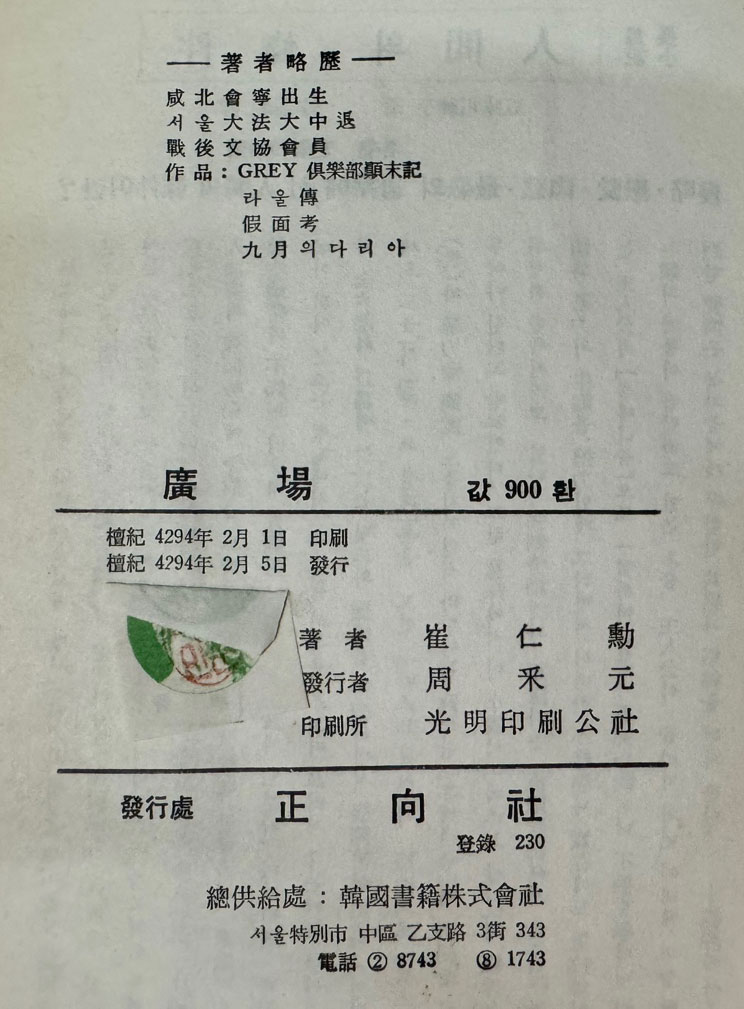 著者略歷
咸北會寧出生
서울大法大中退
戰後文協會員
作品: GREY 俱樂部顚末記
라울傳
假面考
九月의다리아
廣場 값 900 환
檀紀 4294年 2月 1日 印刷
檀紀 4294年 2月 5日 發行
著者 崔仁勳
發行者 周采元
印刷所 光明印刷公社
發行處 正向社
登錄 230
總供給處 : 韓國書籍株式會社
서울特別市 中區 乙支路 3街 343
電話 ② 8743 ⑧ 1743